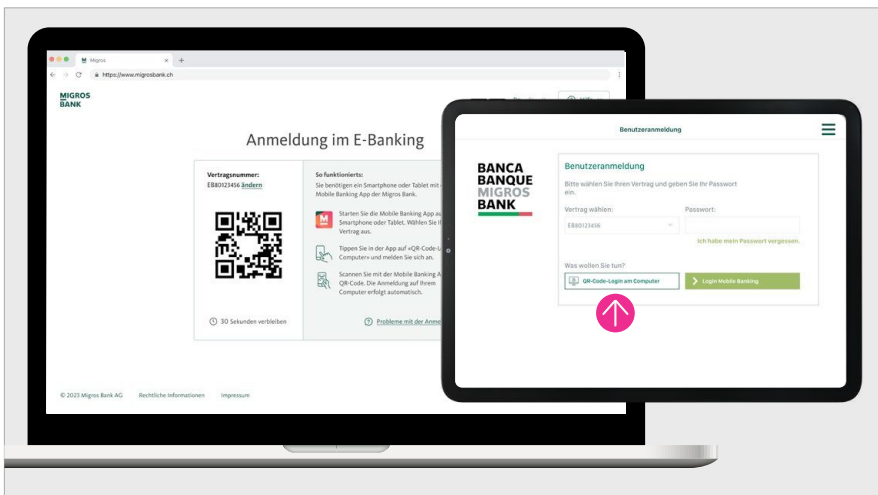 Migros
https://www.migrosbank.ch
MIGROS
BANK
Anmeldung im E-Banking
Vertragsnummer:
EB80123456 ändern
30 Sekunden verbleiben
So funktionierts:
Sie benötigen ein Smartphone oder Tablet mit
Mobile Banking App der Migros Bank.
Starten Sie die Mobile Banking App
Smartphone oder Tablet. Wählen Sie
Vertrag aus.
Tippen Sie in der App auf «QR-Code-L
Computer» und melden Sie sich an.
Scannen Sie mit der Mobile Banking A
QR-Code. Die Anmeldung auf Ihrem
Computer erfolgt automatisch.
Probleme mit der Anme
© 2023 Migros Bank AG Rechtliche Informationen Impressum
Benutzeranmeldung
BANCA
BANQUE
MIGROS
BANK
Benutzeranmeldung
Bitte wählen Sie Ihren Vertrag und geben Sie Ihr Passwort
ein.
Vertrag wählen: Passwort:
EB80123456
Ich habe mein Passwort vergessen.
Was wollen Sie tun?
QR-Code-Login am Computer
Login Mobile Banking